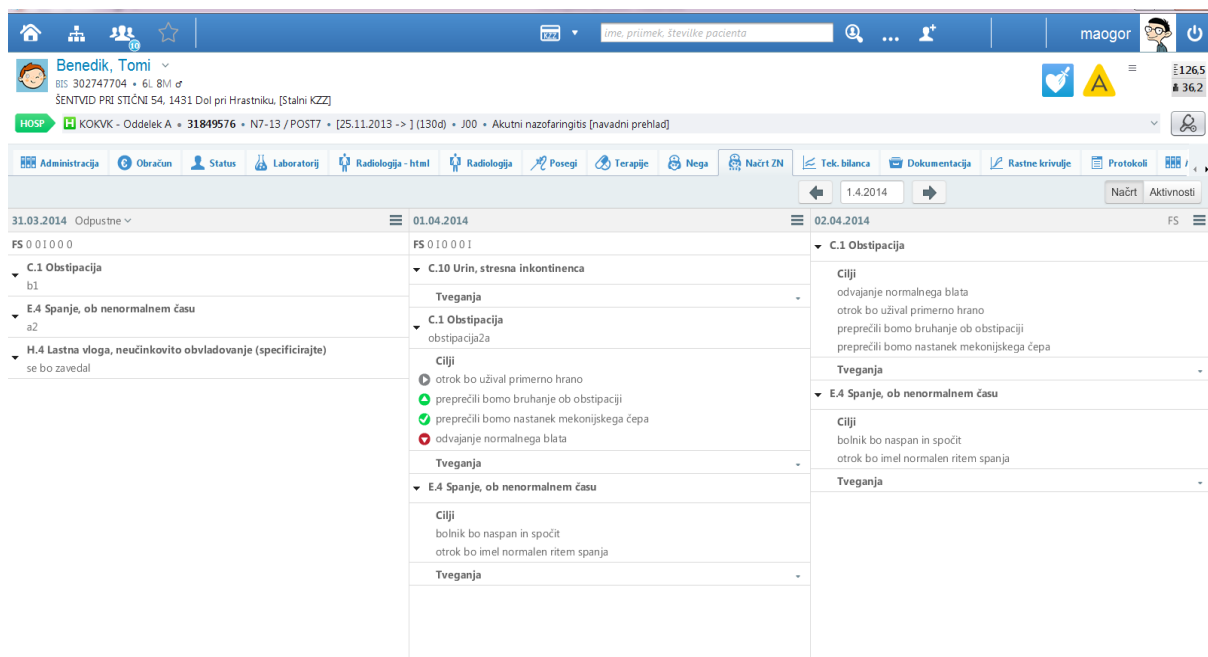 10
KZZ
ime, priimek, številke pacienta
...
maogor
Benedik, Tomi
BIS 302747704 • 6L 8M ♂
ŠENTVID PRI STIČNI 54, 1431 Dol pri Hrastniku, [Stalni KZZ]
A
126,5
36,2
HOSP
H KOKVK - Oddelek A • 31849576 • N7-13 / POST7 • [25.11.2013 -> ] (130d) • J00 • Akutni nazofaringitis [navadni prehlad]
Administracija
Obračun
Status
Laboratorij
Radiologija - html
Radiologija
Posegi
Terapije
Nega
Načrt ZN
Tek. bilanca
Dokumentacija
Rastne krivulje
Protokoli
1.4.2014
Načrt
Aktivnosti
31.03.2014 Odpustne
FS 0 0 1 0 0 0
C.1 Obstipacija
b1
E.4 Spanje, ob nenormalnem času
a2
H.4 Lastna vloga, neučinkovito obvladovanje (specificirajte)
se bo zavedal
01.04.2014
FS 0 1 0 0 0 1
C.10 Urin, stresna inkontinenca
Tveganja -
C.1 Obstipacija
obstipacija2a
Cilji
otrok bo užival primerno hrano
preprečili bomo bruhanje ob obstipaciji
preprečili bomo nastanek mekonijskega čepa
odvajanje normalnega blata
Tveganja -
E.4 Spanje, ob nenormalnem času
Cilji
bolnik bo naspan in spočit
otrok bo imel normalen ritem spanja
Tveganja -
02.04.2014 FS
C.1 Obstipacija
Cilji
odvajanje normalnega blata
otrok bo užival primerno hrano
preprečili bomo bruhanje ob obstipaciji
preprečili bomo nastanek mekonijskega čepa
Tveganja -
E.4 Spanje, ob nenormalnem času
Cilji
bolnik bo naspan in spočit
otrok bo imel normalen ritem spanja
Tveganja -